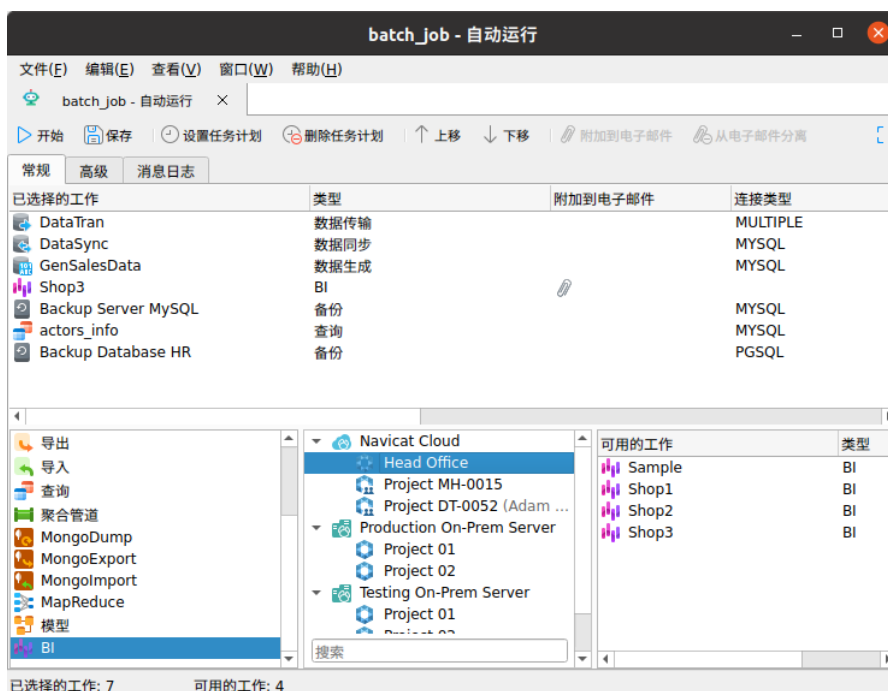 batch_job - 自动运行
文件(F) 编辑(E) 查看(V) 窗口(W) 帮助(H)
batch_job - 自动运行
开始 保存 设置任务计划 删除任务计划 上移 下移 附加到电子邮件 从电子邮件分离
常规 高级 消息日志
已选择的工作 类型 附加到电子邮件 连接类型
DataTran 数据传输 MULTIPLE
DataSync 数据同步 MYSQL
GenSalesData 数据生成 MYSQL
Shop3 BI
Backup Server MySQL 备份 MYSQL
actors_info 查询 MYSQL
Backup Database HR 备份 PGSQL
导出
导入
查询
聚合管道
MongoDump
MongoExport
MongoImport
MapReduce
模型
BI
Navicat Cloud
Head Office
Project MH-0015
Project DT-0052 (Adam ...
Production On-Prem Server
Project 01
Project 02
Testing On-Prem Server
Project 01
搜索
可用的工作 类型
Sample BI
Shop1 BI
Shop2 BI
Shop3 BI
已选择的工作: 7 可用的工作: 4